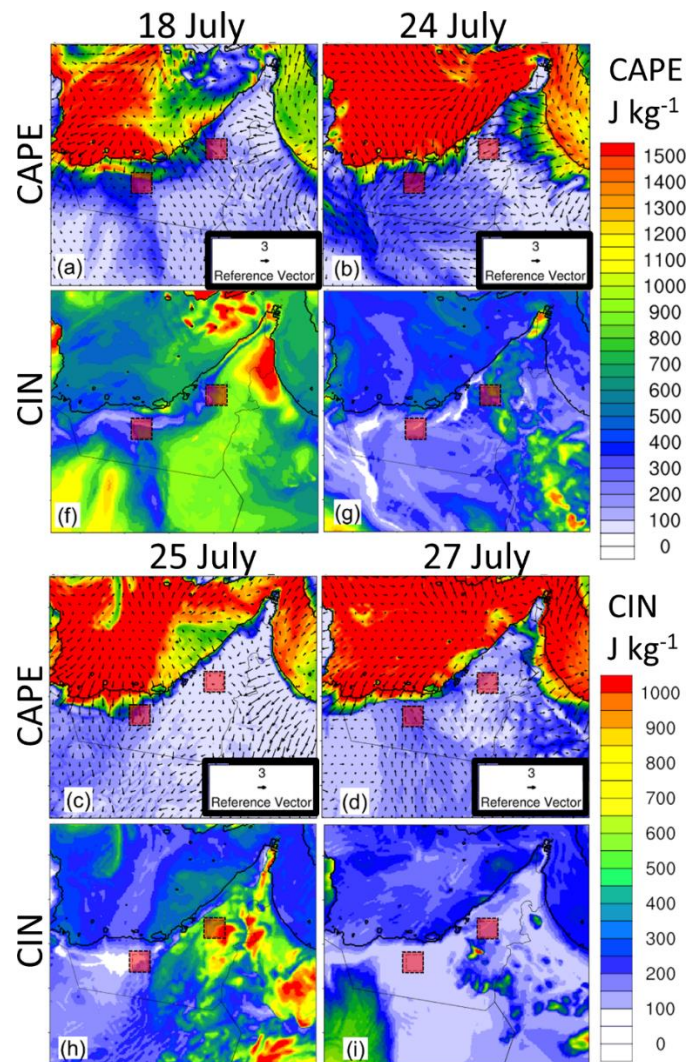 18 July
24 July
CAPE
CAPE
J kg-1
3
Reference Vector
(a)
3
Reference Vector
(b)
1500
1400
1300
1200
1100
1000
900
800
700
600
500
400
300
200
100
0
CIN
(f)
(g)
25 July
27 July
CAPE
3
Reference Vector
(c)
3
Reference Vector
(d)
CIN
J kg-1
1000
900
800
700
600
500
400
300
200
100
0
CIN
(h)
(i)